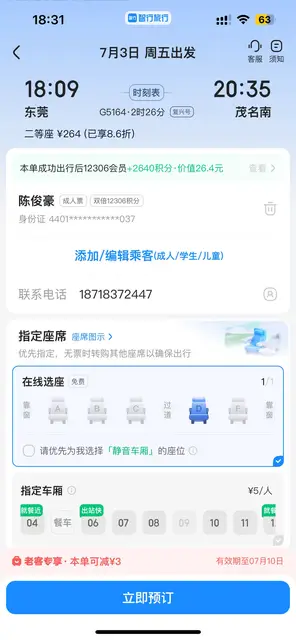 18:31
智行旅行
63
7月3日 周五出发
客服
须知
18:09
时刻表
20:35
东莞
G5164·2时26分
复兴号
茂名南
二等座 ¥264 (已享8.6折)
本单成功出行后12306会员+2640积分·价值26.4元
查看
陈俊豪
成人票
双倍12306积分
身份证 4401***********037
添加/编辑乘客(成人/学生/儿童)
联系电话
18718372447
指定座席
座席图示
优先指定，无票时转购其他座席以确保出行
在线选座
免费
1/1
靠窗
A
B
C
过道
D
F
靠窗
请优先为我选择「静音车厢」的座位
指定车厢
¥5/人
就餐近
04
餐车
出站快
06
07
08
09
10
11
老客专享·本单可减¥3
有效期至07月10日
立即预订